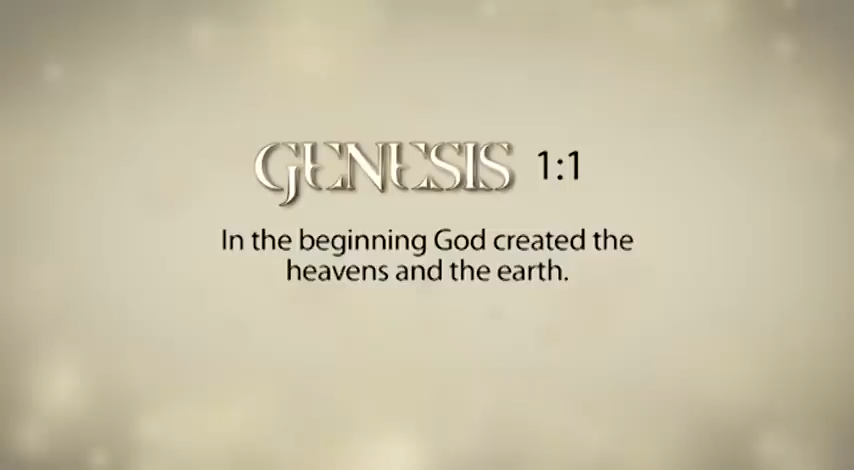 GENESIS 1:1
In the beginning God created the
heavens and the earth.